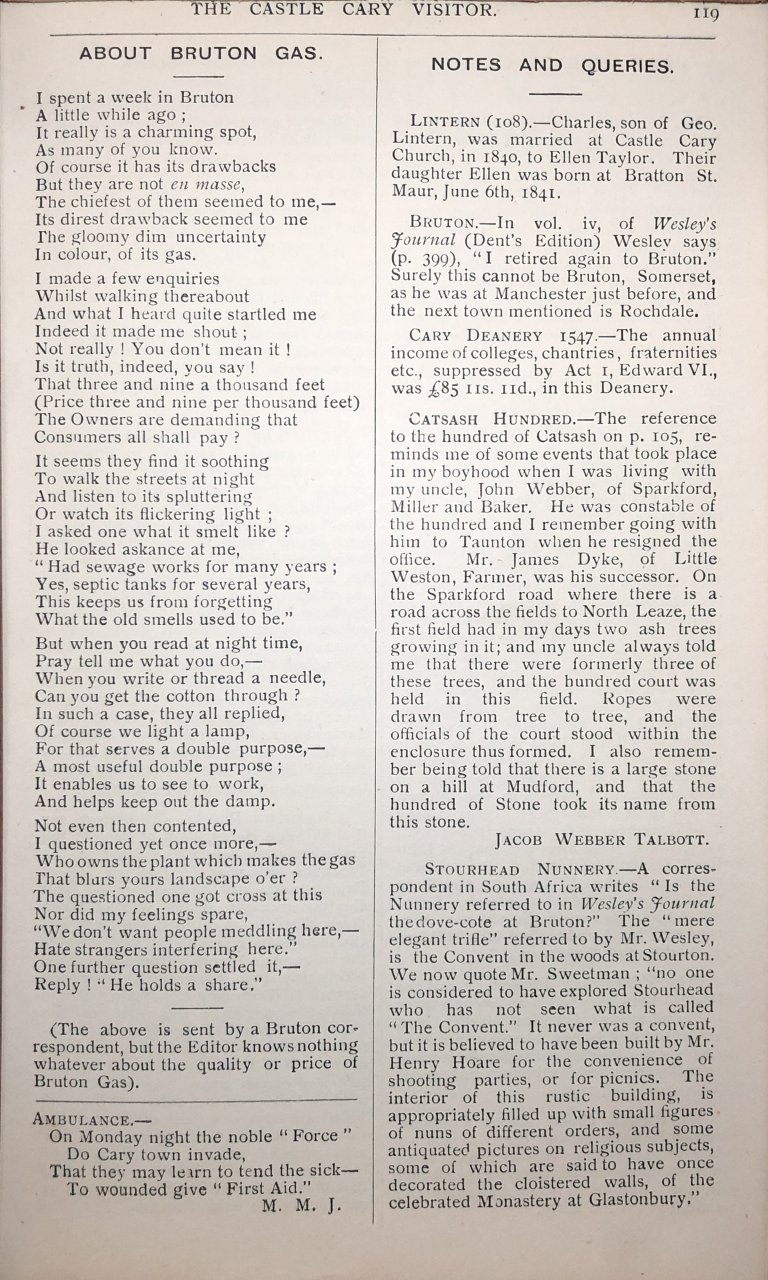 THE CASTLE CARY VISITOR.
119
ABOUT BRUTON GAS.
I spent a week in Bruton
A little while ago ;
It really is a charming spot,
As many of you know.
Of course it has its drawbacks
But they are not en masse,
The chiefest of them seemed to me,—
Its direst drawback seemed to me
The gloomy dim uncertainty
In colour, of its gas.
I made a few enquiries
Whilst walking thereabout
And what I heard quite startled me
Indeed it made me shout ;
Not really ! You don't mean it !
Is it truth, indeed, you say !
That three and nine a thousand feet
(Price three and nine per thousand feet)
The Owners are demanding that
Consumers all shall pay ?
It seems they find it soothing
To walk the streets at night
And listen to its spluttering
Or watch its flickering light ;
I asked one what it smelt like ?
He looked askance at me,
“ Had sewage works for many years ;
Yes, septic tanks for several years,
This keeps us from forgetting
What the old smells used to be.”
But when you read at night time,
Pray tell me what you do,—
When you write or thread a needle,
Can you get the cotton through ?
In such a case, they all replied,
Of course we light a lamp,
For that serves a double purpose,—
A most useful double purpose ;
It enables us to see to work,
And helps keep out the damp.
Not even then contented,
I questioned yet once more,—
Who owns the plant which makes the gas
That blurs yours landscape o'er ?
The questioned one got cross at this
Nor did my feelings spare,
“We don't want people meddling here,—
Hate strangers interfering here.”
One further question settled it,—
Reply ! “ He holds a share.”
(The above is sent by a Bruton cor-
respondent, but the Editor knows nothing
whatever about the quality or price of
Bruton Gas).
AMBULANCE.—
On Monday night the noble “ Force ”
Do Cary town invade,
That they may learn to tend the sick—
To wounded give “ First Aid.”
M. M. J.
NOTES AND QUERIES.
LINTERN (108).—Charles, son of Geo.
Lintern, was married at Castle Cary
Church, in 1840, to Ellen Taylor. Their
daughter Ellen was born at Bratton St.
Maur, June 6th, 1841.
BRUTON.—In vol. iv, of Wesley's
Journal (Dent's Edition) Wesley says
(p. 399), “I retired again to Bruton.”
Surely this cannot be Bruton, Somerset,
as he was at Manchester just before, and
the next town mentioned is Rochdale.
CARY DEANERY 1547.—The annual
income of colleges, chantries, fraternities
etc., suppressed by Act 1, Edward VI.,
was £85 11s. 11d., in this Deanery.
CATSASH HUNDRED.—The reference
to the hundred of Catsash on p. 105, re-
minds me of some events that took place
in my boyhood when I was living with
my uncle, John Webber, of Sparkford,
Miller and Baker. He was constable of
the hundred and I remember going with
him to Taunton when he resigned the
office. Mr. James Dyke, of Little
Weston, Farmer, was his successor. On
the Sparkford road where there is a
road across the fields to North Leaze, the
first field had in my days two ash trees
growing in it; and my uncle always told
me that there were formerly three of
these trees, and the hundred court was
held in this field. Ropes were
drawn from tree to tree, and the
officials of the court stood within the
enclosure thus formed. I also remem-
ber being told that there is a large stone
on a hill at Mudford, and that the
hundred of Stone took its name from
this stone.
JACOB WEBBER TALBOTT.
STOURHEAD NUNNERY.—A corres-
pondent in South Africa writes “ Is the
Nunnery referred to in Wesley's Journal
the dove-cote at Bruton?” The “mere
elegant trifle” referred to by Mr. Wesley,
is the Convent in the woods at Stourton.
We now quote Mr. Sweetman ; “no one
is considered to have explored Stourhead
who has not seen what is called
“ The Convent.” It never was a convent,
but it is believed to have been built by Mr.
Henry Hoare for the convenience of
shooting parties, or for picnics. The
interior of this rustic building, is
appropriately filled up with small figures
of nuns of different orders, and some
antiquated pictures on religious subjects,
some of which are said to have once
decorated the cloistered walls, of the
celebrated Monastery at Glastonbury.”